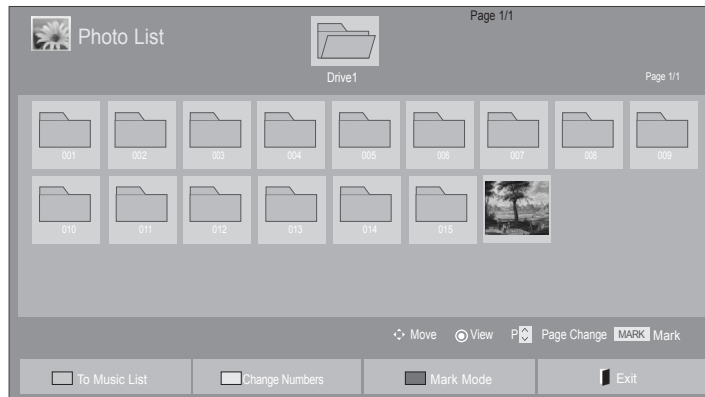 Page 1/1
Photo List
Drive1
Page 1/1
001 002 003 004 005 006 007 008 009
010 011 012 013 014 015
Move View P Page Change MARK Mark
To Music List Change Numbers Mark Mode Exit